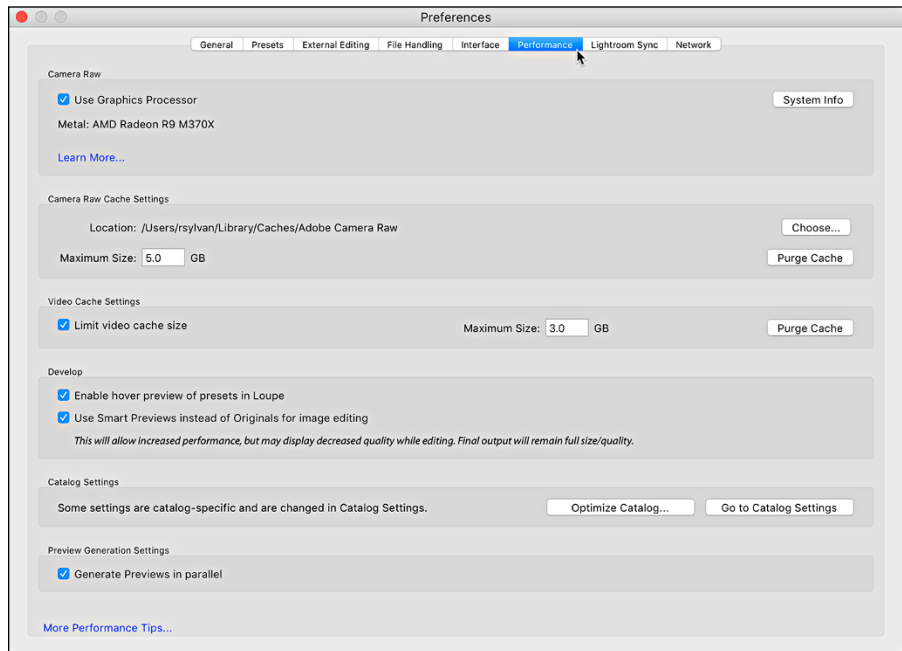 Preferences
General Presets External Editing File Handling Interface Performance Lightroom Sync Network
Camera Raw
Use Graphics Processor System Info
Metal: AMD Radeon R9 M370X
Learn More...
Camera Raw Cache Settings
Location: /Users/rsylvan/Library/Caches/Adobe Camera Raw Choose...
Maximum Size: 5.0 GB Purge Cache
Video Cache Settings
Limit video cache size Maximum Size: 3.0 GB Purge Cache
Develop
Enable hover preview of presets in Loupe
Use Smart Previews instead of Originals for image editing
This will allow increased performance, but may display decreased quality while editing. Final output will remain full size/quality.
Catalog Settings
Some settings are catalog-specific and are changed in Catalog Settings. Optimize Catalog... Go to Catalog Settings
Preview Generation Settings
Generate Previews in parallel
More Performance Tips...